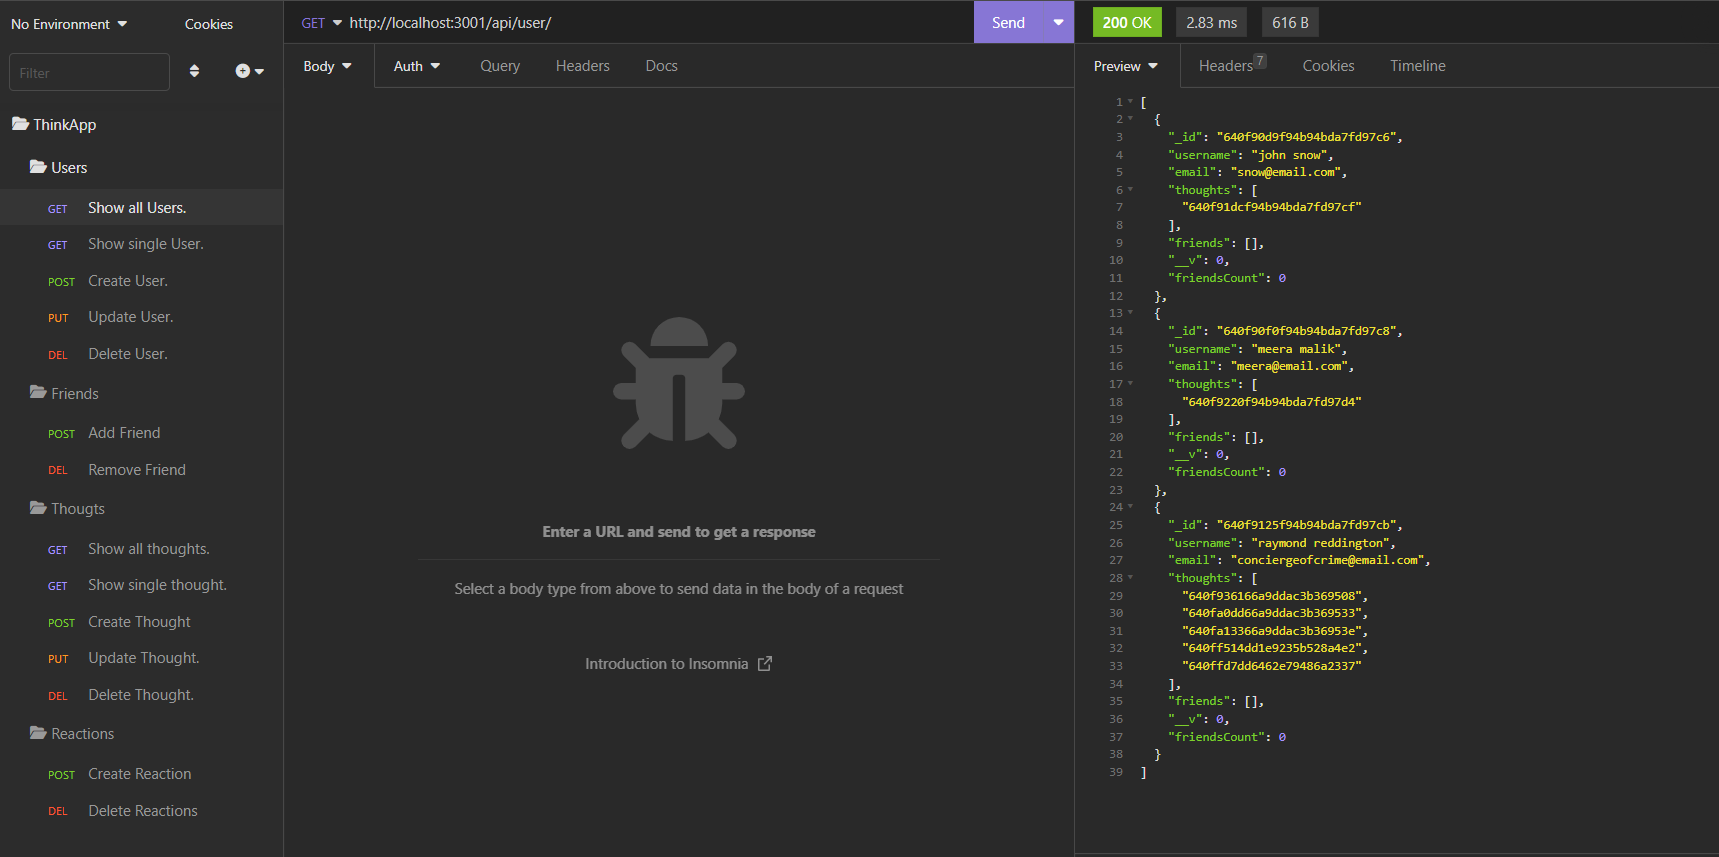 No Environment
Cookies
Filter
ThinkApp
Users
GET Show all Users.
GET Show single User.
POST Create User.
PUT Update User.
DEL Delete User.
Friends
POST Add Friend
DEL Remove Friend
Thougts
GET Show all thoughts.
GET Show single thought.
POST Create Thought
PUT Update Thought.
DEL Delete Thought.
Reactions
POST Create Reaction
DEL Delete Reactions
GET http://localhost:3001/api/user/
Send
Body Auth Query Headers Docs
Enter a URL and send to get a response
Select a body type from above to send data in the body of a request
Introduction to Insomnia
200 OK 2.83 ms 616 B
Preview Headers 7 Cookies Timeline
1 [
2 {
3 "_id": "640f90d9f94b94bda7fd97c6",
4 "username": "john snow",
5 "email": "snow@email.com",
6 "thoughts": [
7 "640f91dcf94b94bda7fd97cf"
8 ],
9 "friends": [],
10 "__v": 0,
11 "friendsCount": 0
12 },
13 {
14 "_id": "640f90f0f94b94bda7fd97c8",
15 "username": "meera malik",
16 "email": "meera@email.com",
17 "thoughts": [
18 "640f9220f94b94bda7fd97d4"
19 ],
20 "friends": [],
21 "__v": 0,
22 "friendsCount": 0
23 },
24 {
25 "_id": "640f9125f94b94bda7fd97cb",
26 "username": "raymond reddington",
27 "email": "conciergeofcrime@email.com",
28 "thoughts": [
29 "640f936166a9ddac3b369508",
30 "640fa0dd66a9ddac3b369533",
31 "640fa13366a9ddac3b36953e",
32 "640ff514dd1e9235b528a4e2",
33 "640ffd7dd6462e79486a2337"
34 ],
35 "friends": [],
36 "__v": 0,
37 "friendsCount": 0
38 }
39 ]